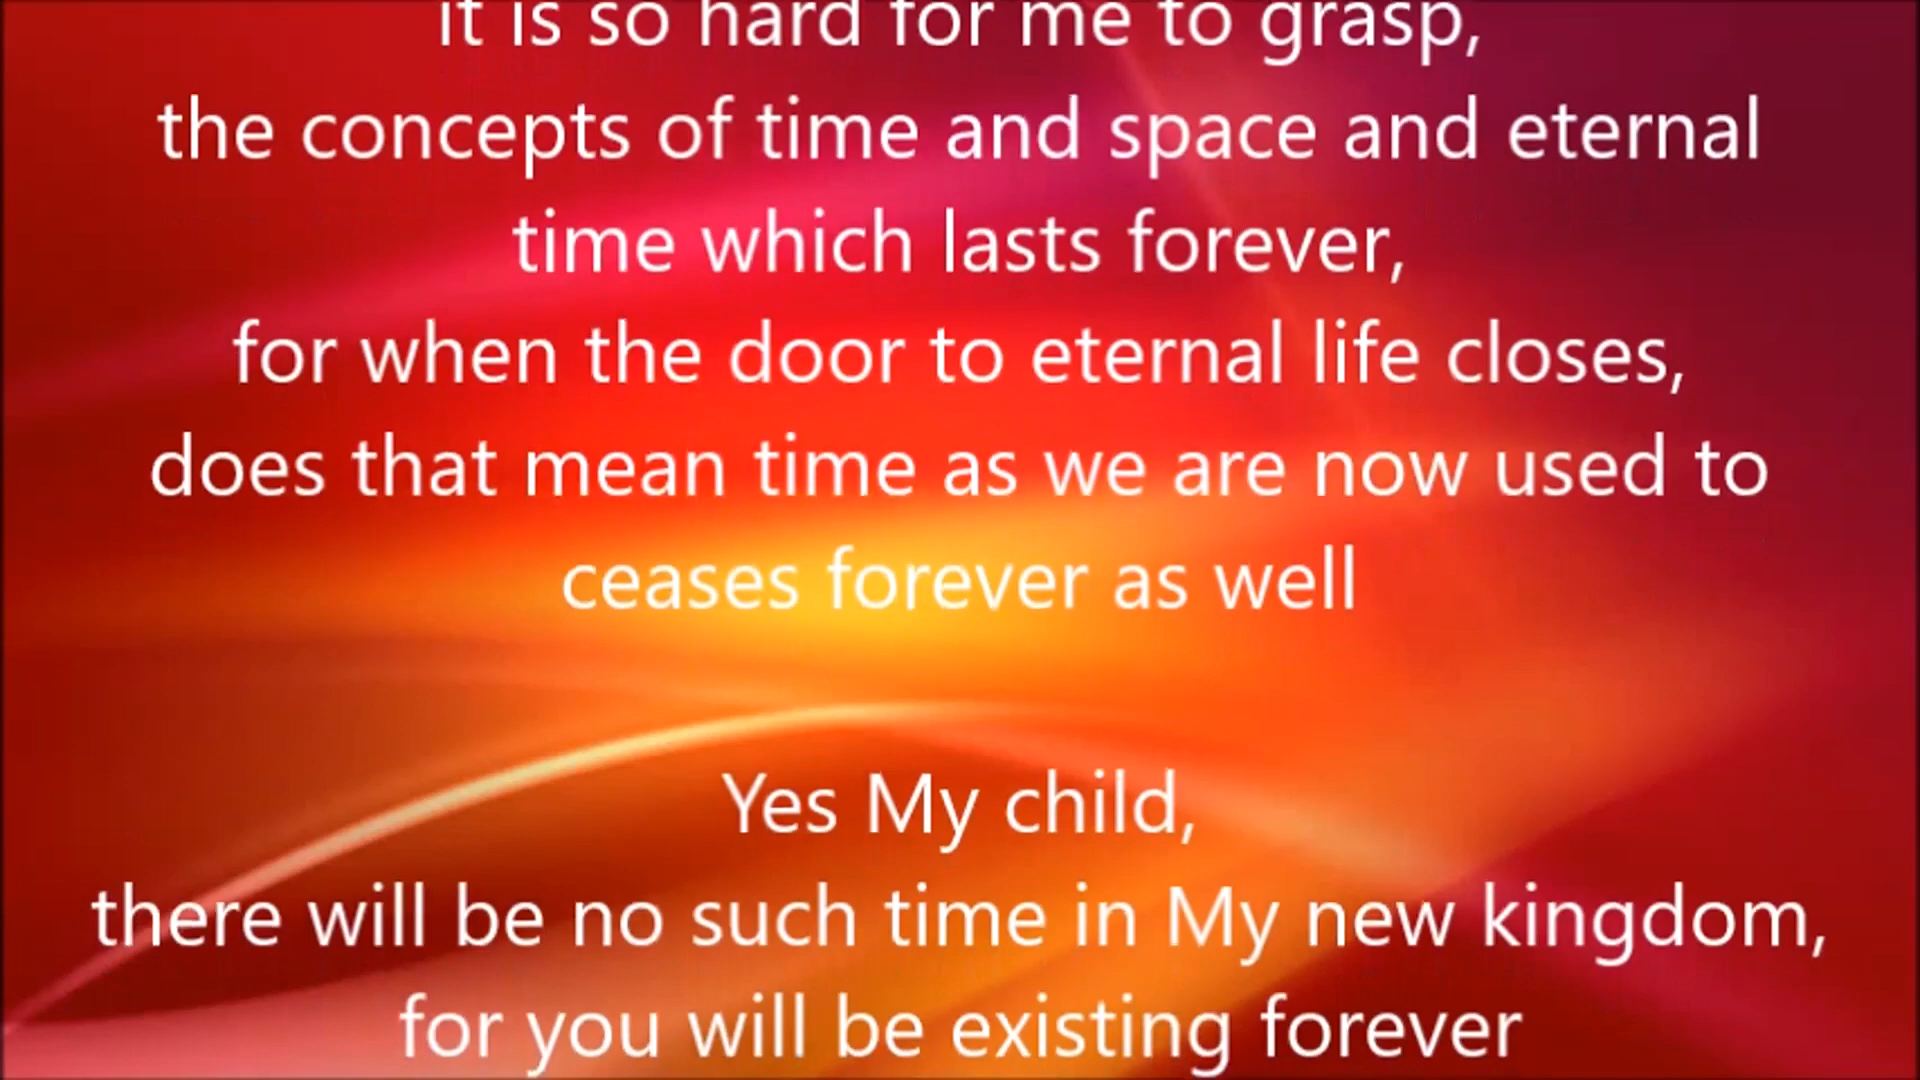 it is so hard for me to grasp,
the concepts of time and space and eternal
time which lasts forever,
for when the door to eternal life closes,
does that mean time as we are now used to
ceases forever as well
Yes My child,
there will be no such time in My new kingdom,
for you will be existing forever